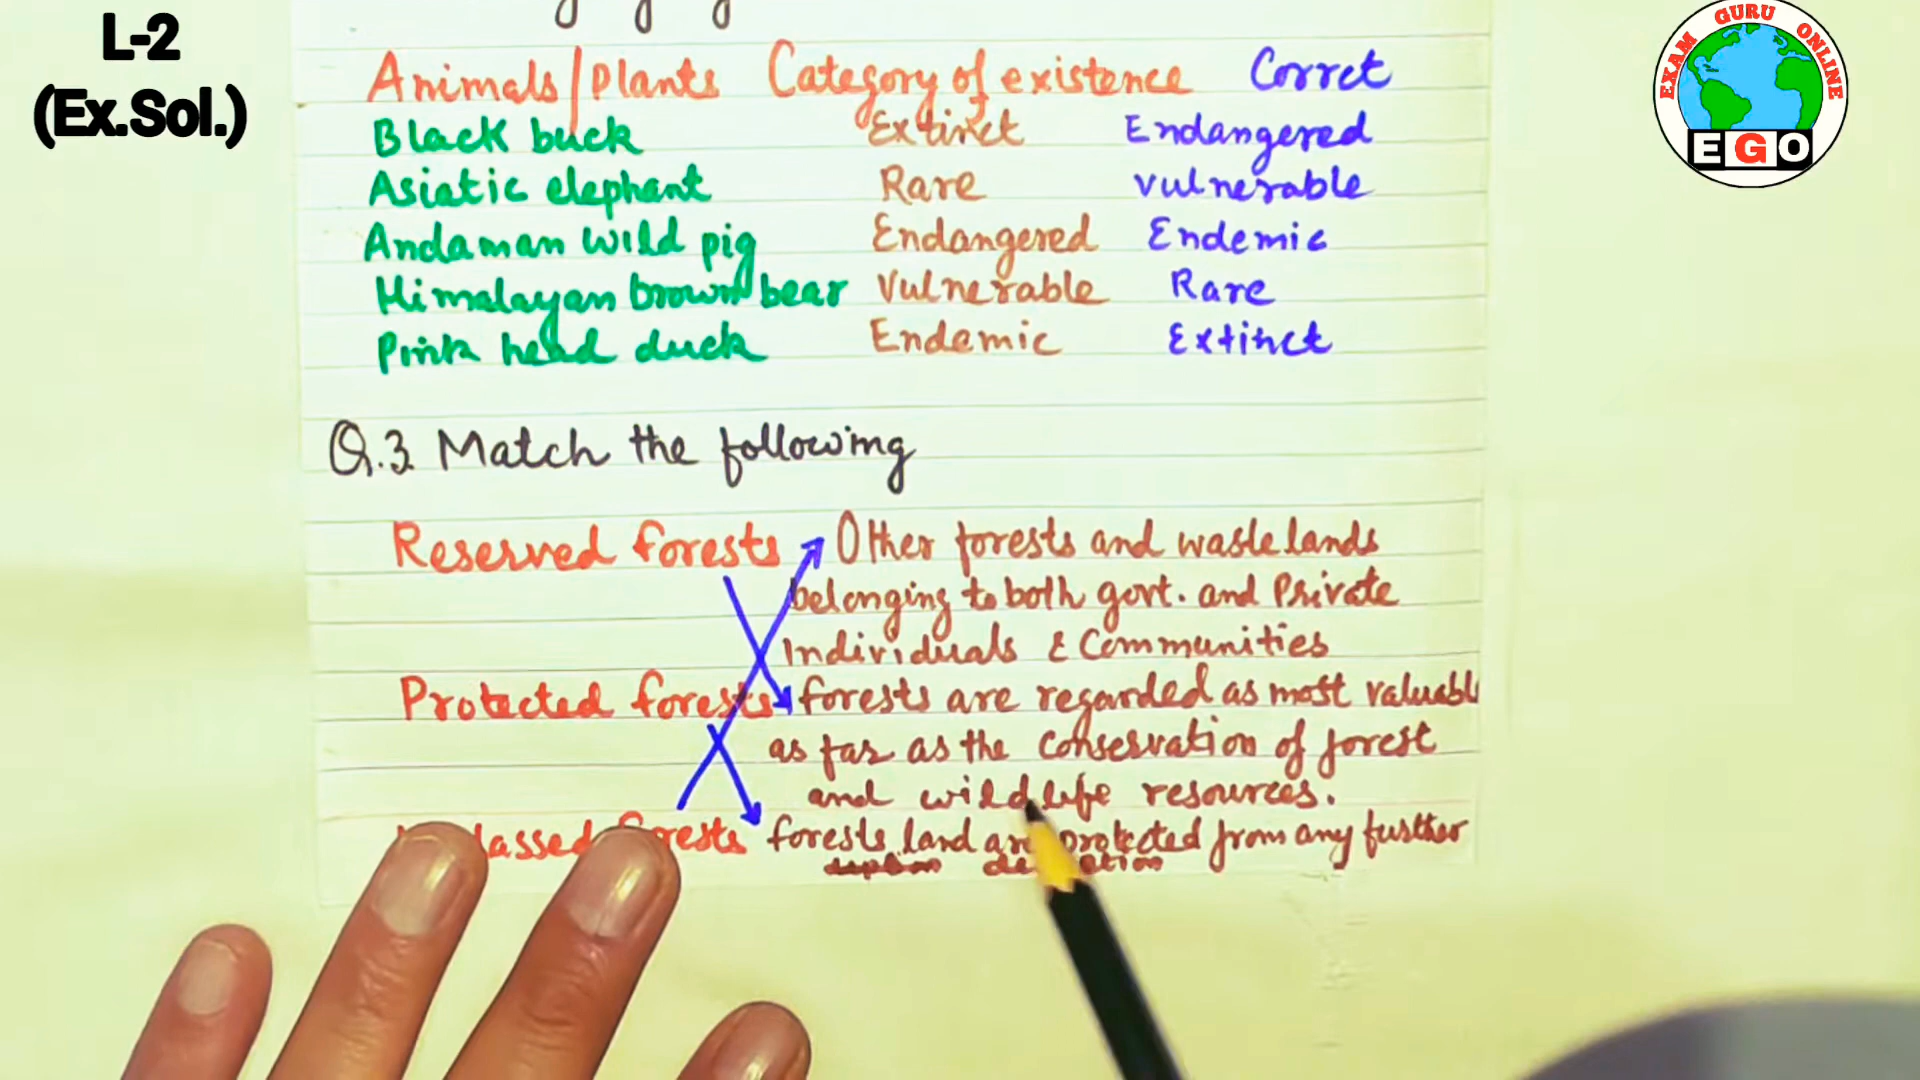 L-2
(Ex.Sol.)
EXAM GURU ONLINE
EGO
Animals/Plants Category of existence Corret
Black buck Extinct Endangered
Asiatic elephant Rare vulnerable
Andaman wild pig Endangered Endemic
Himalayan brown bear Vulnerable Rare
Pink head duck Endemic Extinct
Q.3. Match the following
Reserved forests Other forests and wastelands
belonging to both govt. and Private
Individuals & Communities
Protected forests forests are regarded as most valuabl
as far as the conservation of forest
and wildlife resources.
forests forests land are protected from any further